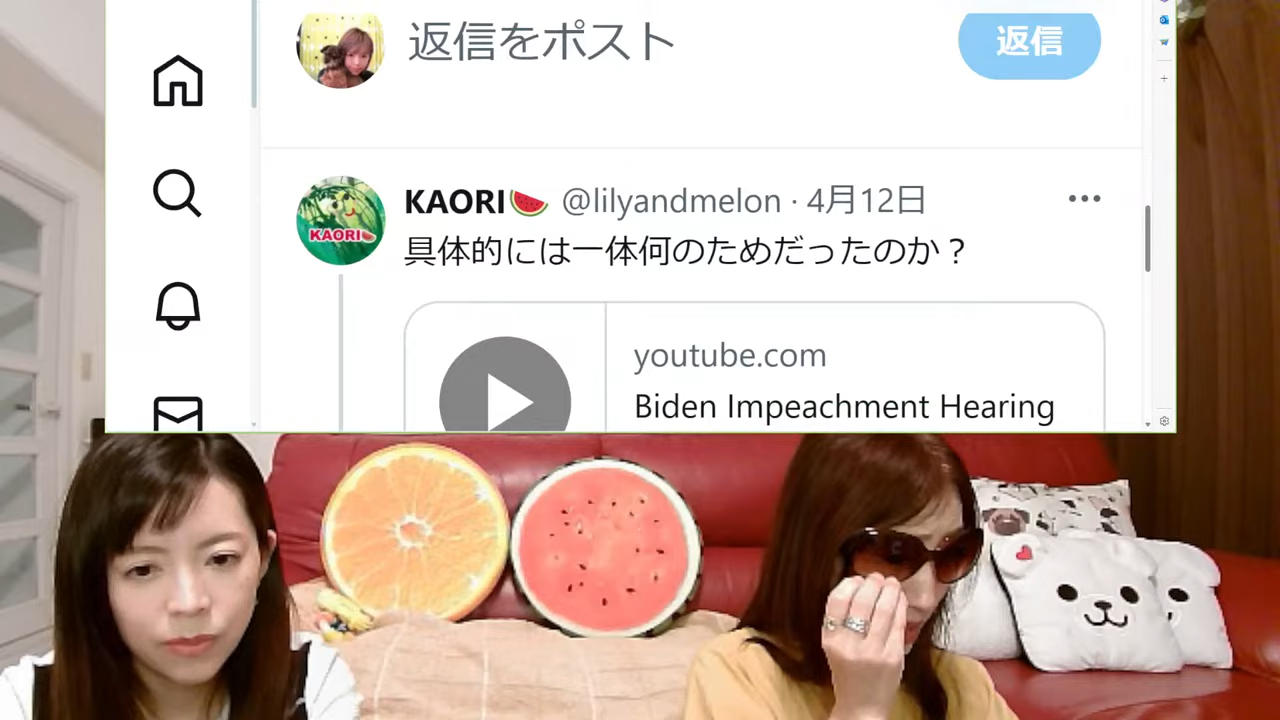 返信をポスト
返信
KAORI🍉 @lilyandmelon · 4月12日
KAORI
具体的には一体何のためだったのか？
youtube.com
Biden Impeachment Hearing